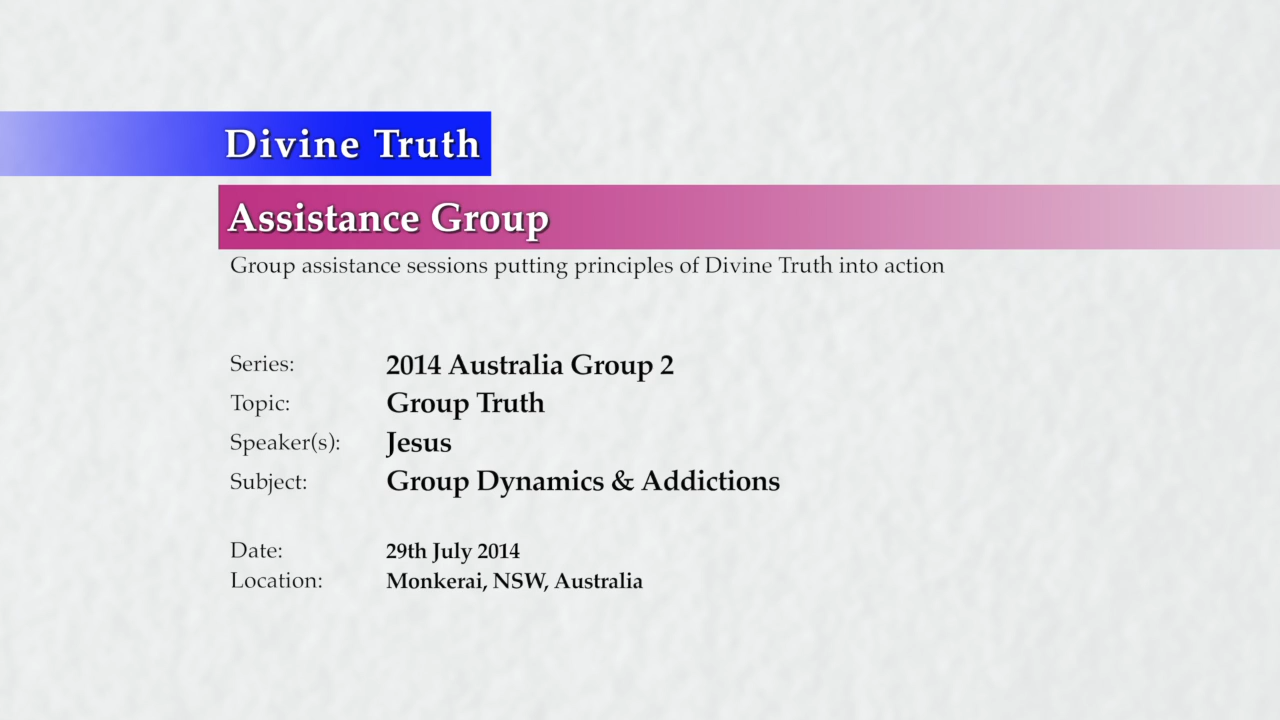 Divine Truth
Assistance Group
Group assistance sessions putting principles of Divine Truth into action
Series: 2014 Australia Group 2
Topic: Group Truth
Speaker(s): Jesus
Subject: Group Dynamics & Addictions
Date: 29th July 2014
Location: Monkerai, NSW, Australia